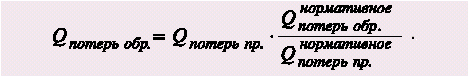 Q потерь обр. = Q потерь пр. · Q нормативное потерь обр. / Q нормативное потерь пр. .